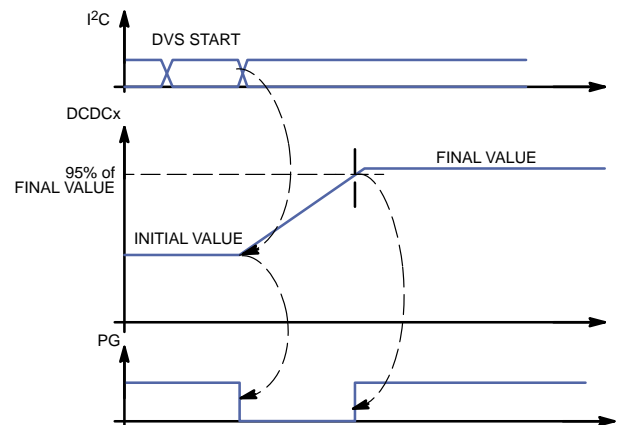 I²C
DVS START
DCDCx
95% of
FINAL VALUE
FINAL VALUE
INITIAL VALUE
PG